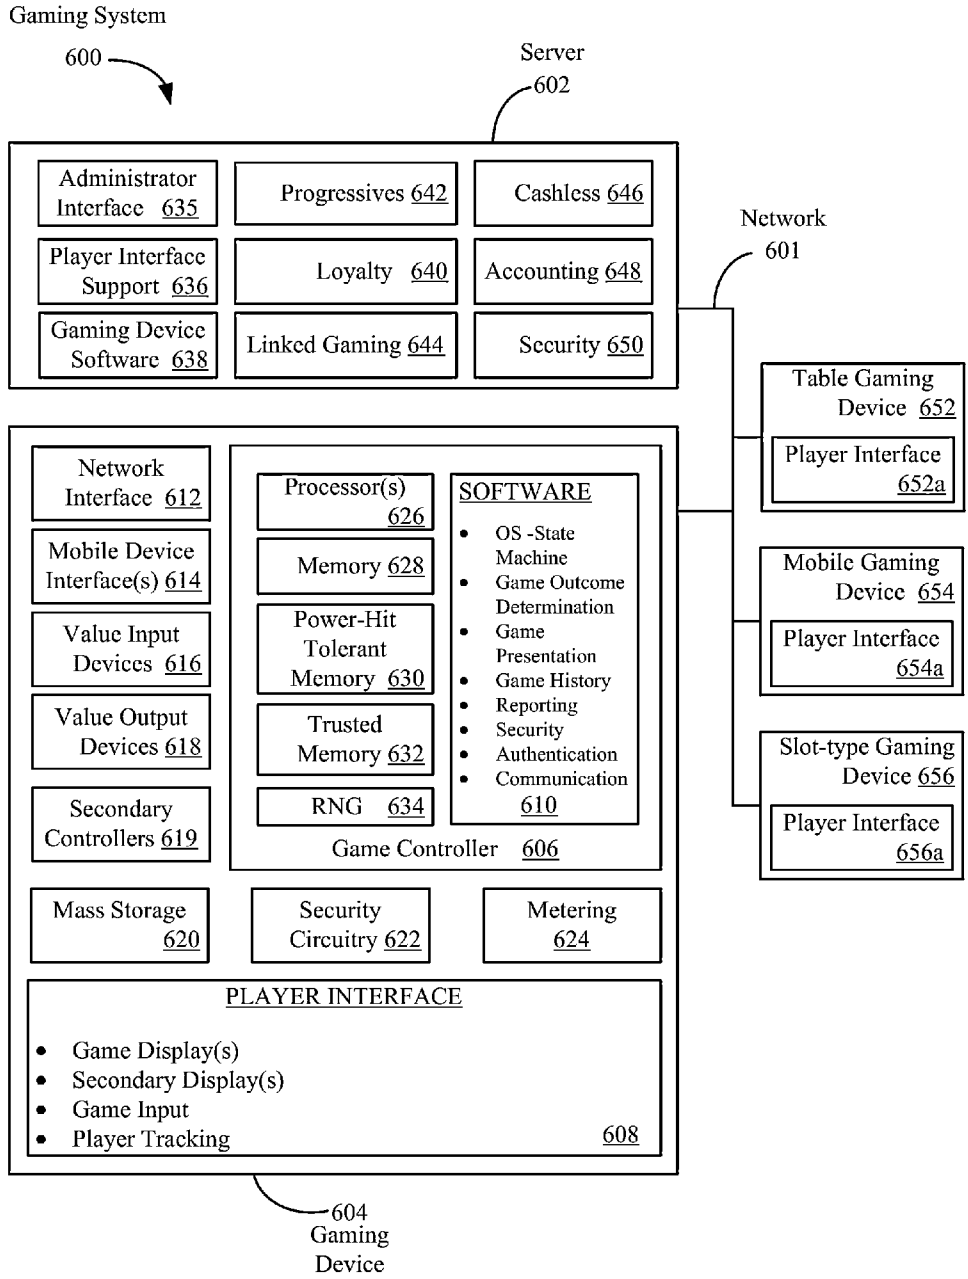 Gaming System
600
Server
602
Administrator
Interface 635
Progressives 642
Cashless 646
Player Interface
Support 636
Loyalty 640
Accounting 648
Gaming Device
Software 638
Linked Gaming 644
Security 650
Network
601
Table Gaming
Device 652
Player Interface
652a
Mobile Gaming
Device 654
Player Interface
654a
Slot-type Gaming
Device 656
Player Interface
656a
Network
Interface 612
Mobile Device
Interface(s) 614
Value Input
Devices 616
Value Output
Devices 618
Secondary
Controllers 619
Processor(s)
626
Memory 628
Power-Hit
Tolerant
Memory 630
Trusted
Memory 632
RNG 634
SOFTWARE
• OS -State
Machine
• Game Outcome
Determination
• Game
Presentation
• Game History
• Reporting
• Security
• Authentication
• Communication
610
Game Controller 606
Mass Storage
620
Security
Circuitry 622
Metering
624
PLAYER INTERFACE
• Game Display(s)
• Secondary Display(s)
• Game Input
• Player Tracking
608
604
Gaming
Device